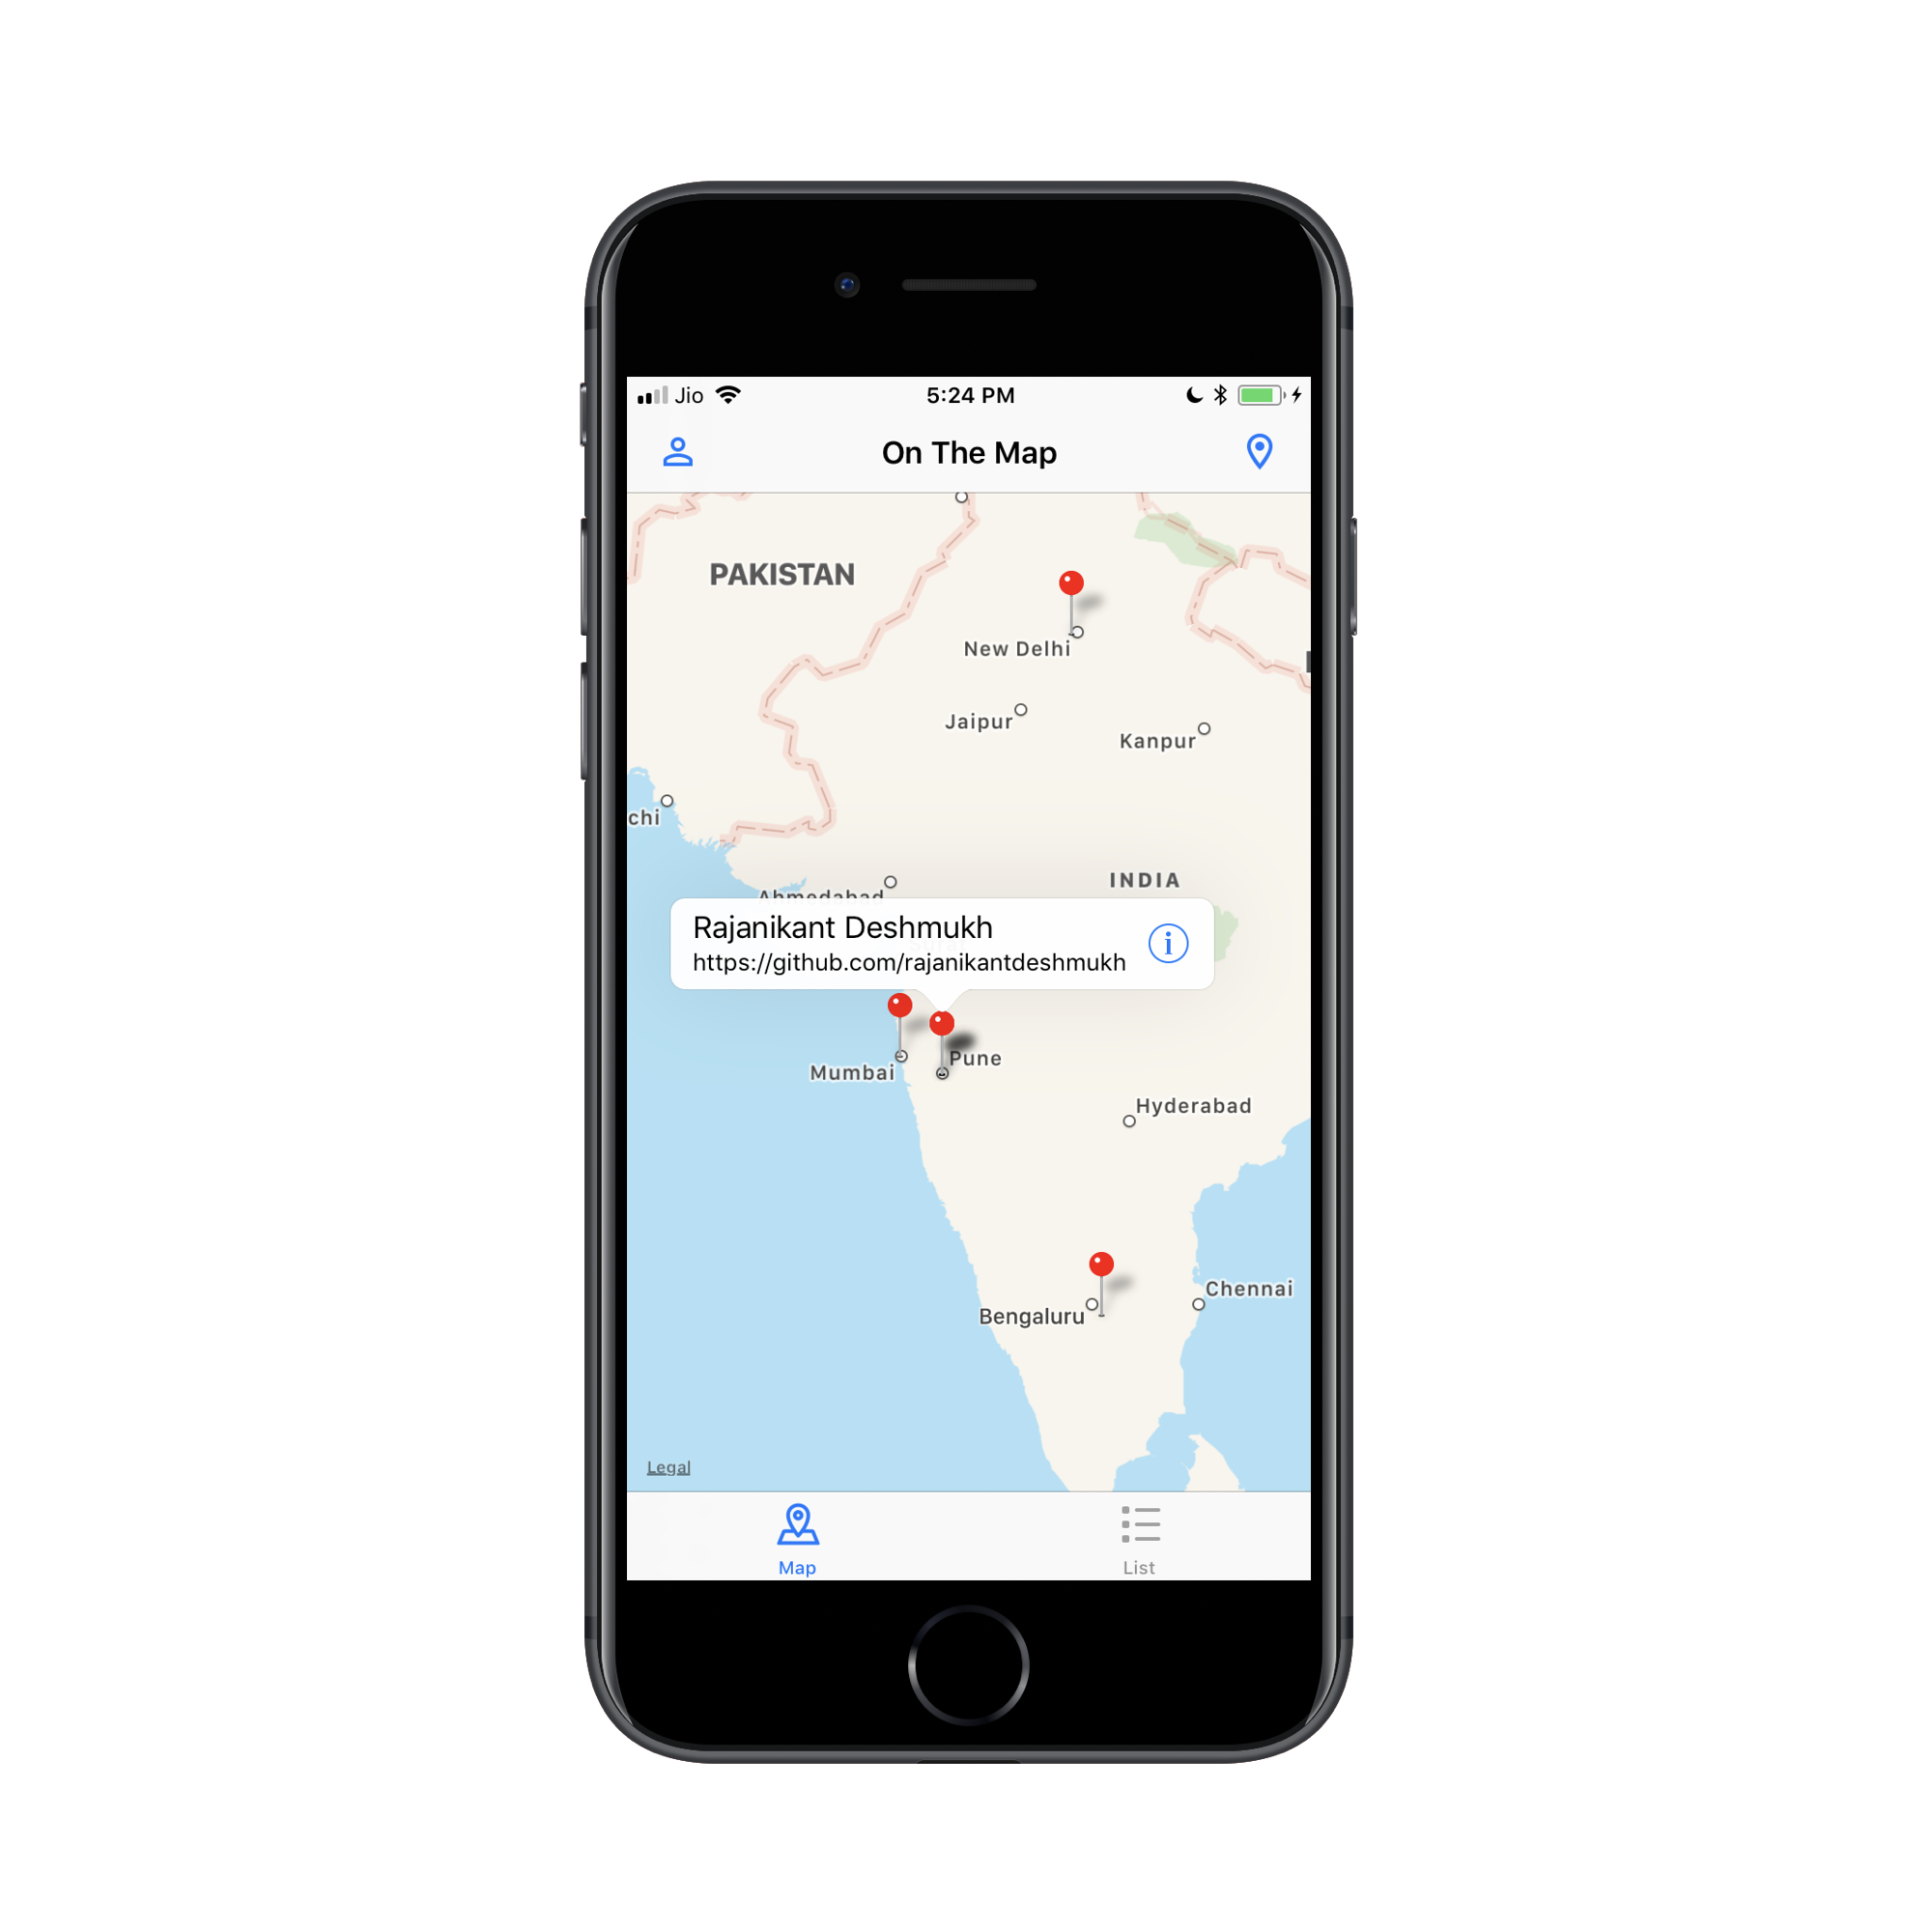 Jio
5:24 PM
On The Map
PAKISTAN
New Delhi
Jaipur
Kanpur
chi
INDIA
Ahmedabad
Rajanikant Deshmukh
https://github.com/rajanikantdeshmukh
Pune
Mumbai
Hyderabad
Chennai
Bengaluru
Legal
Map
List